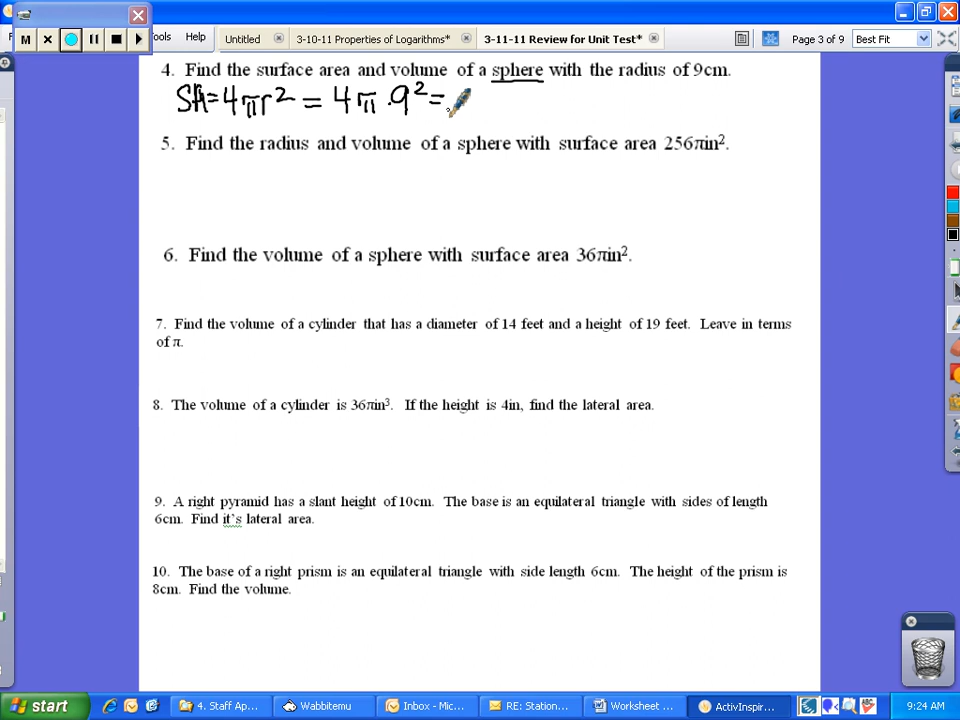 M
Tools Help Untitled 3-10-11 Properties of Logarithms* 3-11-11 Review for Unit Test* Page 3 of 9 Best Fit
4. Find the surface area and volume of a sphere with the radius of 9cm.
SA=4πr² = 4π·9²=
5. Find the radius and volume of a sphere with surface area 256πin².
6. Find the volume of a sphere with surface area 36πin².
7. Find the volume of a cylinder that has a diameter of 14 feet and a height of 19 feet. Leave in terms
of π.
8. The volume of a cylinder is 36πin³. If the height is 4in, find the lateral area.
9. A right pyramid has a slant height of 10cm. The base is an equilateral triangle with sides of length
6cm. Find it's lateral area.
10. The base of a right prism is an equilateral triangle with side length 6cm. The height of the prism is
8cm. Find the volume.
start 4. Staff Ap... Wabbitemu Inbox - Mic... RE: Station... Worksheet ... ActivInspir... 9:24 AM